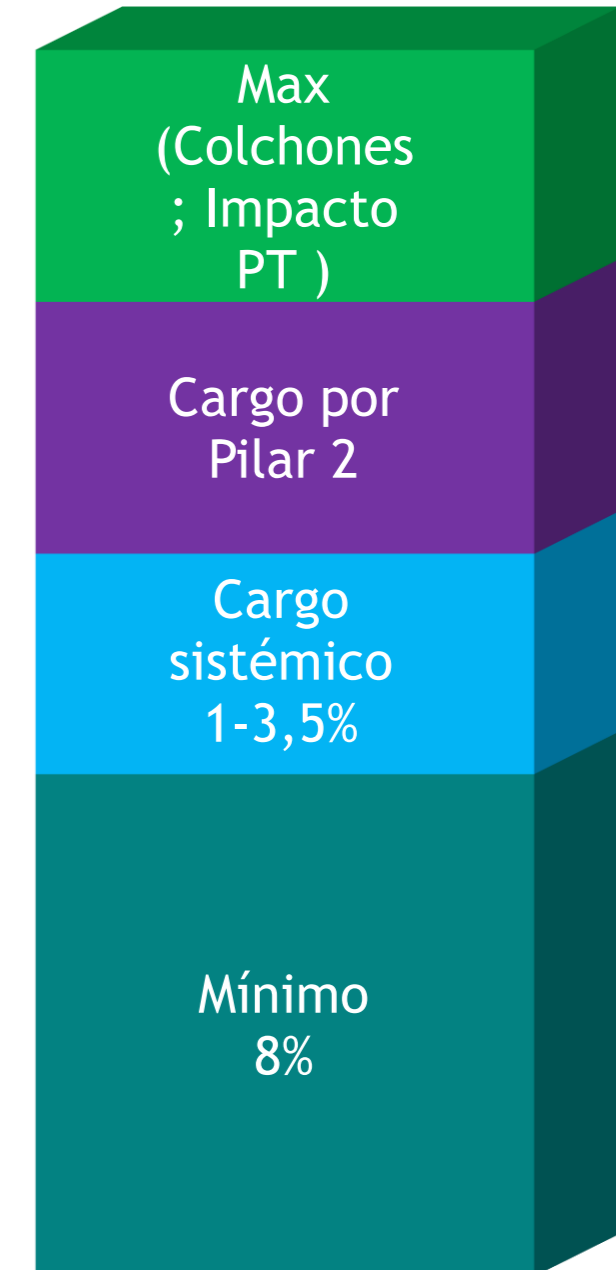 Max
(Colchones
; Impacto
PT )
Cargo por
Pilar 2
Cargo
sistémico
1-3,5%
Mínimo
8%